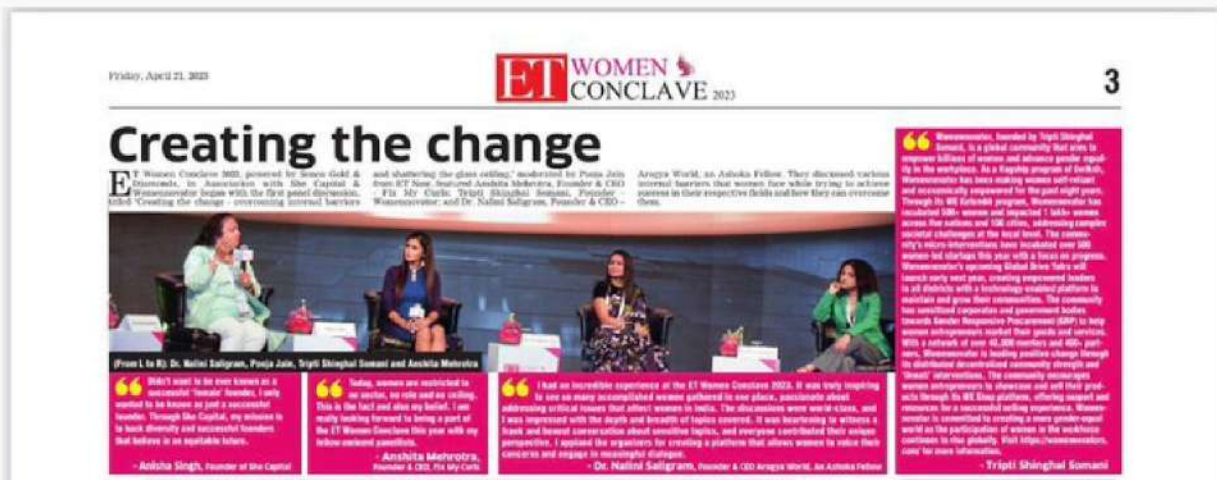 Friday, April 21, 2023
ET WOMEN
CONCLAVE 2023
3
Creating the change
ET Women Conclave 2023, powered by Senco Gold &
Diamonds, in Association with She Capital &
Womennovator began with the first panel discussion,
titled 'Creating the change - overcoming internal barriers
and shattering the glass ceiling,' moderated by Pooja Jain
from ET Now, featured Anshita Mehrotra, Founder & CEO
- Fix My Curls; Tripti Shinghal Somani, Founder -
Womennovator; and Dr. Nalini Saligram, Founder & CEO -
Arogya World, an Ashoka Fellow. They discussed various
internal barriers that women face while trying to achieve
success in their respective fields and how they can overcome
them.
(From L to R): Dr. Nalini Saligram, Pooja Jain, Tripti Shinghal Somani and Anshita Mehrotra
Didn't want to be ever known as a
successful 'female' founder, I only
wanted to be known as just a successful
founder. Through She Capital, my mission is
to back diversity and successful founders
that believe in an equitable future.
- Anisha Singh, Founder of She Capital
Today, women are restricted to
no sector, no role and no ceiling.
This is the fact and also my belief. I am
really looking forward to being a part of
the ET Women Conclave this year with my
fellow eminent panelists.
- Anshita Mehrotra,
Founder & CEO, Fix My Curls
I had an incredible experience at the ET Women Conclave 2023. It was truly inspiring
to see so many accomplished women gathered in one place, passionate about
addressing critical issues that affect women in India. The discussions were world-class, and
I was impressed with the depth and breadth of topics covered. It was heartening to witness a
frank and honest conversation about sensitive topics, and everyone contributed their unique
perspective. I applaud the organizers for creating a platform that allows women to voice their
concerns and engage in meaningful dialogue.
- Dr. Nalini Saligram, Founder & CEO Arogya World, An Ashoka Fellow
Womennovator, founded by Tripti Shinghal
Somani, is a global community that aims to
empower billions of women and advance gender equal-
ity in the workplace. As a flagship program of
Womennovator has been making women self-reliant
and economically empowered for the past eight years.
Through its WE program, Womennovator has
incubated 500+ women and impacted 1 lakh+ women
across five nations and 100 cities, addressing complex
societal challenges at the local level. The commu-
nity's micro-interventions have incubated over 500
women-led startups this year with a focus on progress.
Womennovator's upcoming Global Drive Yatra will
launch early next year, creating empowered leaders
in all districts with a technology-enabled platform to
maintain and grow their communities. The community
has sensitized corporates and government bodies
towards Gender Responsive Procurement (GRP) to help
women entrepreneurs market their goods and services.
With a network of over 40,000 mentors and 400+ part-
ners, Womennovator is leading positive change through
its distributed decentralized community strength and
interventions. The community encourages
women entrepreneurs to showcase and sell their prod-
ucts through its WE Shop platform, offering support and
resources for a successful selling experience. Women-
novator is committed to creating a more gender-equal
world as the participation of women in the workforce
continues to rise globally. Visit
for more information.
- Tripti Shinghal Somani